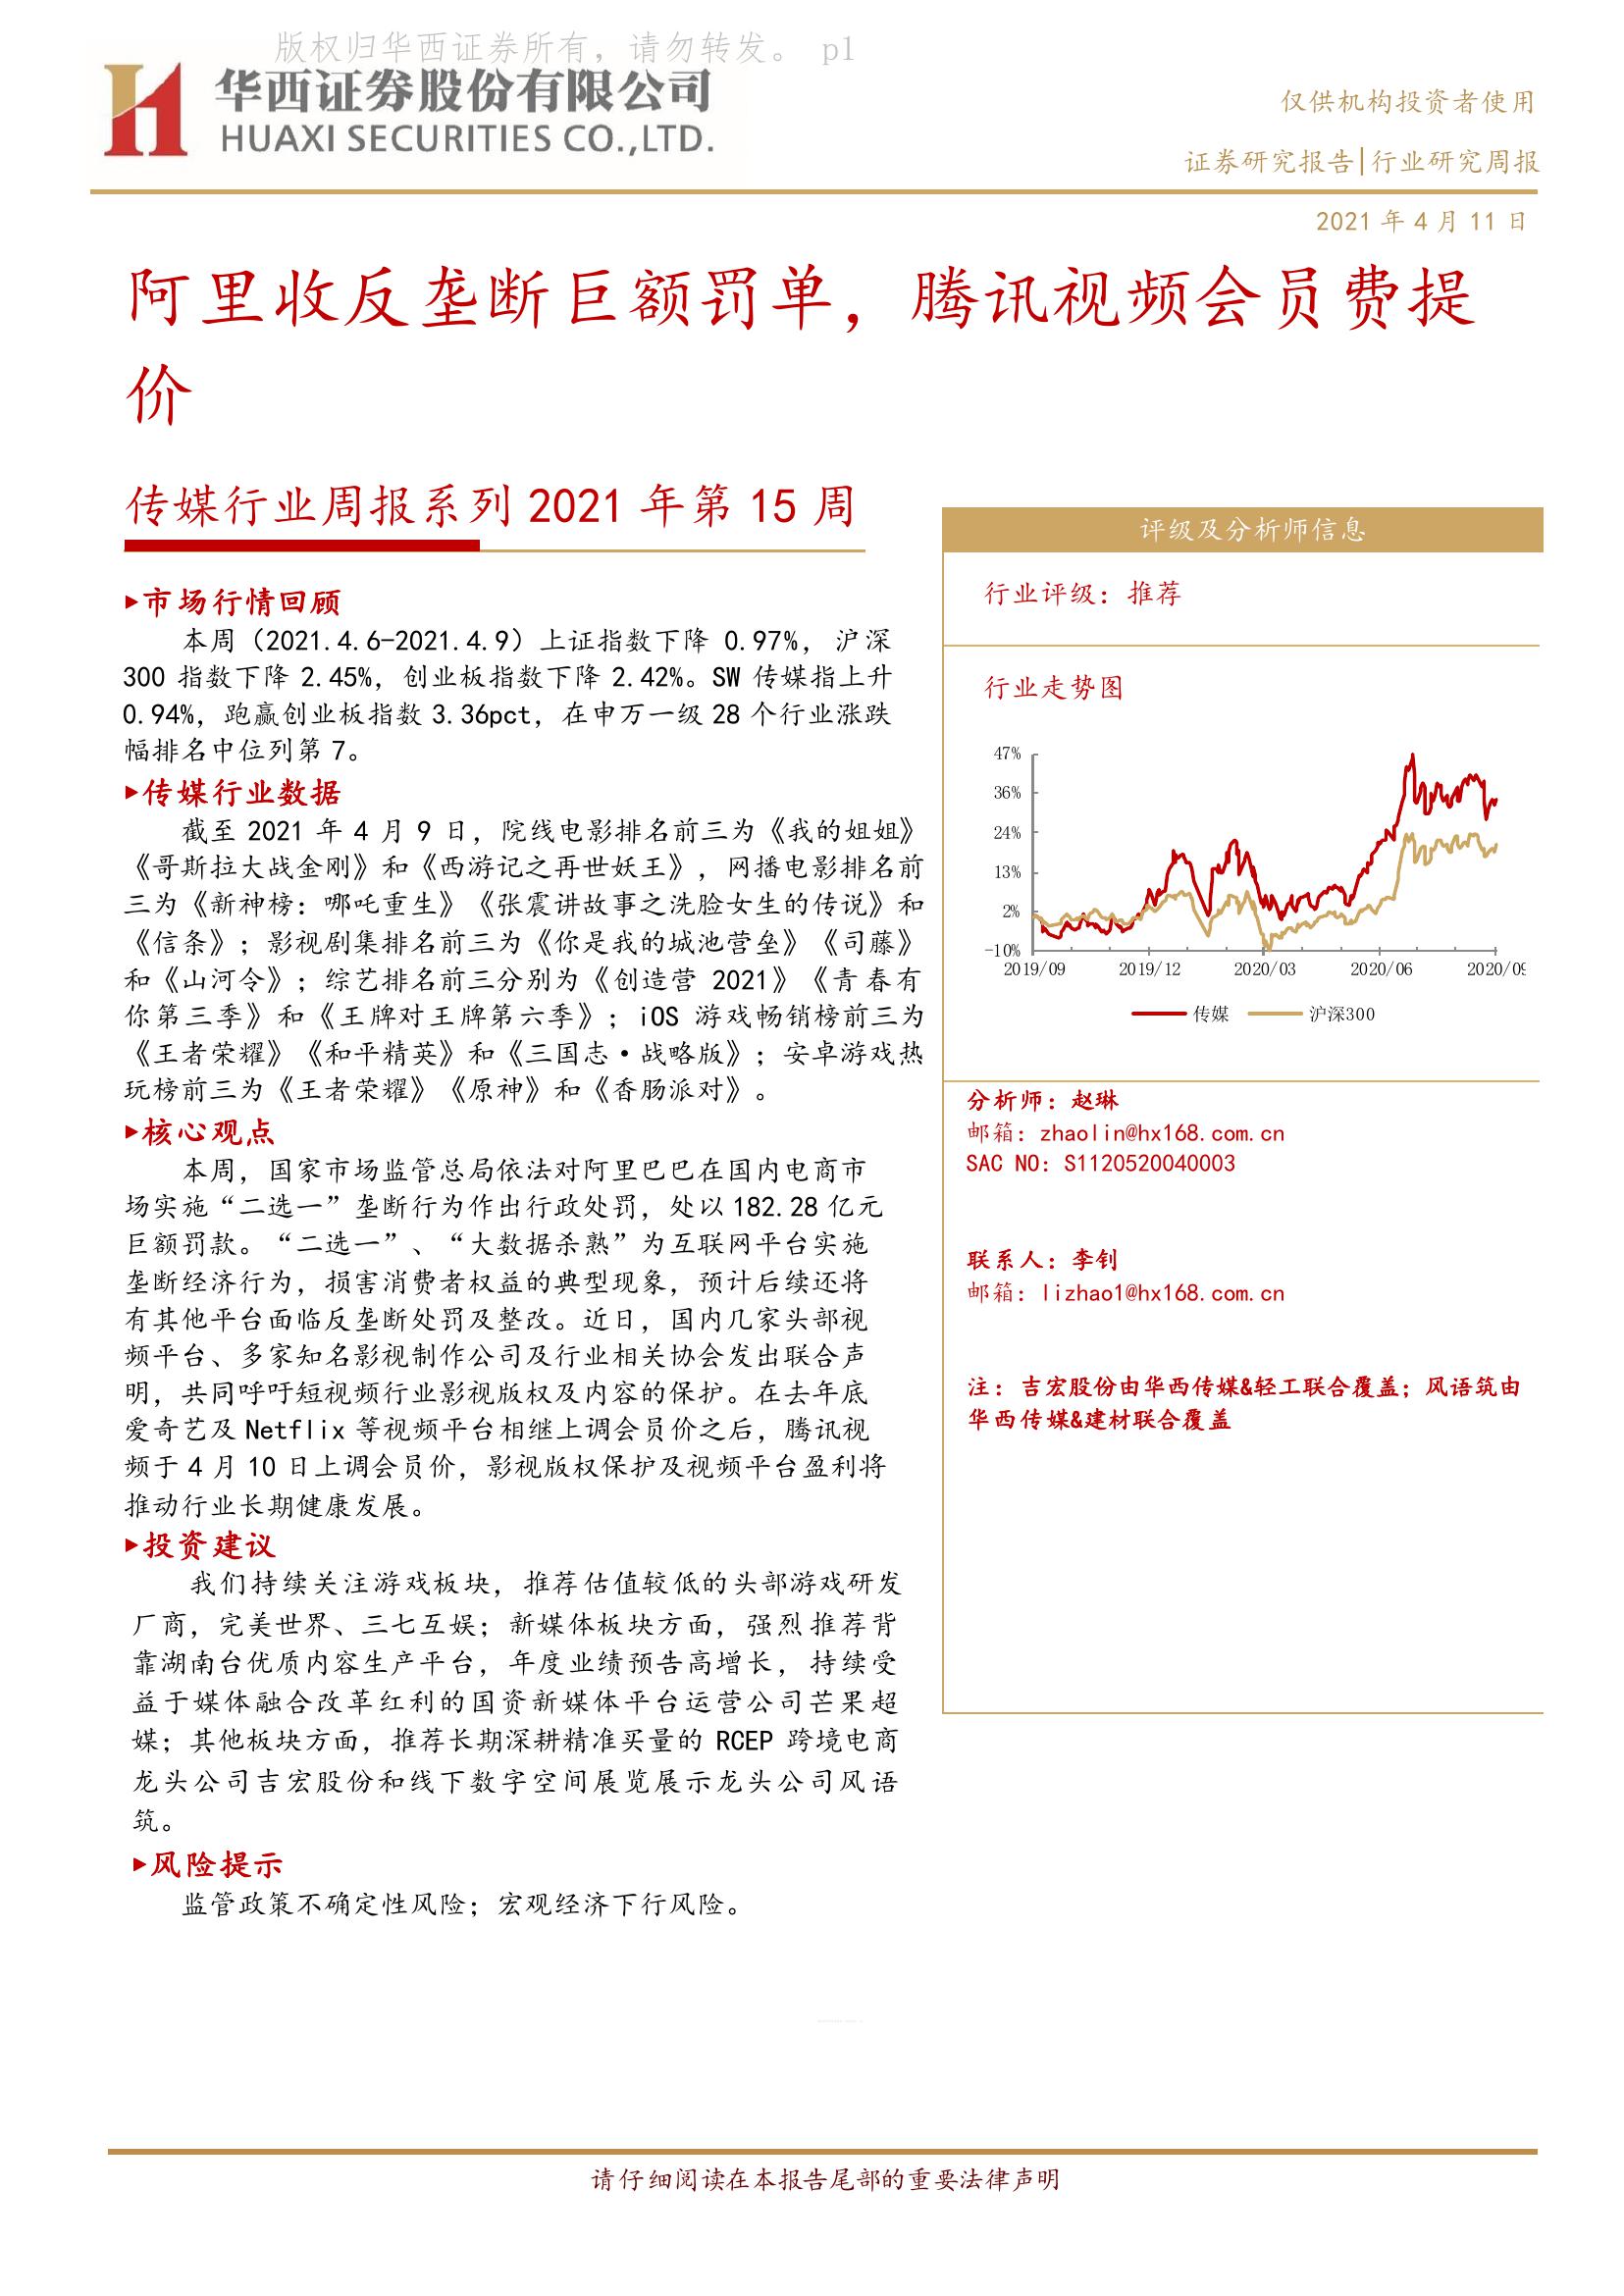 版权归华西证券所有，请勿转发。 p1
华西证券股份有限公司
HUAXI SECURITIES CO.,LTD.
仅供机构投资者使用
证券研究报告|行业研究周报
2021 年 4 月 11 日
阿里收反垄断巨额罚单，腾讯视频会员费提
价
传媒行业周报系列 2021 年第 15 周
▸市场行情回顾
本周（2021.4.6-2021.4.9）上证指数下降 0.97%，沪深
300 指数下降 2.45%，创业板指数下降 2.42%。SW 传媒指上升
0.94%，跑赢创业板指数 3.36pct，在申万一级 28 个行业涨跌
幅排名中位列第 7。
▸传媒行业数据
截至 2021 年 4 月 9 日，院线电影排名前三为《我的姐姐》
《哥斯拉大战金刚》和《西游记之再世妖王》，网播电影排名前
三为《新神榜：哪吒重生》《张震讲故事之洗脸女生的传说》和
《信条》；影视剧集排名前三为《你是我的城池营垒》《司藤》
和《山河令》；综艺排名前三分别为《创造营 2021》《青春有
你第三季》和《王牌对王牌第六季》；iOS 游戏畅销榜前三为
《王者荣耀》《和平精英》和《三国志·战略版》；安卓游戏热
玩榜前三为《王者荣耀》《原神》和《香肠派对》。
▸核心观点
本周，国家市场监管总局依法对阿里巴巴在国内电商市
场实施“二选一”垄断行为作出行政处罚，处以 182.28 亿元
巨额罚款。“二选一”、“大数据杀熟”为互联网平台实施
垄断经济行为，损害消费者权益的典型现象，预计后续还将
有其他平台面临反垄断处罚及整改。近日，国内几家头部视
频平台、多家知名影视制作公司及行业相关协会发出联合声
明，共同呼吁短视频行业影视版权及内容的保护。在去年底
爱奇艺及 Netflix 等视频平台相继上调会员价之后，腾讯视
频于 4 月 10 日上调会员价，影视版权保护及视频平台盈利将
推动行业长期健康发展。
▸投资建议
我们持续关注游戏板块，推荐估值较低的头部游戏研发
厂商，完美世界、三七互娱；新媒体板块方面，强烈推荐背
靠湖南台优质内容生产平台，年度业绩预告高增长，持续受
益于媒体融合改革红利的国资新媒体平台运营公司芒果超
媒；其他板块方面，推荐长期深耕精准买量的 RCEP 跨境电商
龙头公司吉宏股份和线下数字空间展览展示龙头公司风语
筑。
▸风险提示
监管政策不确定性风险；宏观经济下行风险。
评级及分析师信息
行业评级：推荐
行业走势图
47%
36%
24%
13%
2%
-10%
2019/09 2019/12 2020/03 2020/06 2020/09
传媒 沪深300
分析师：赵琳
邮箱：zhaolin@hx168.com.cn
SAC NO：S1120520040003
联系人：李钊
邮箱：lizhao1@hx168.com.cn
注：吉宏股份由华西传媒&轻工联合覆盖；风语筑由
华西传媒&建材联合覆盖
请仔细阅读在本报告尾部的重要法律声明